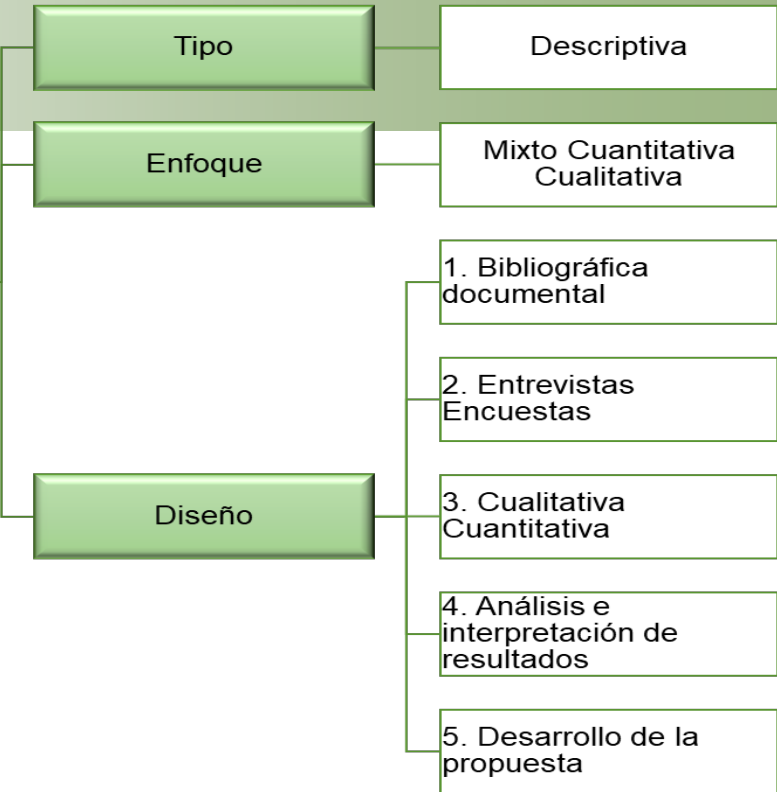 Tipo
Descriptiva
Enfoque
Mixto Cuantitativa
Cualitativa
Diseño
1. Bibliográfica
documental
2. Entrevistas
Encuestas
3. Cualitativa
Cuantitativa
4. Análisis e
interpretación de
resultados
5. Desarrollo de la
propuesta